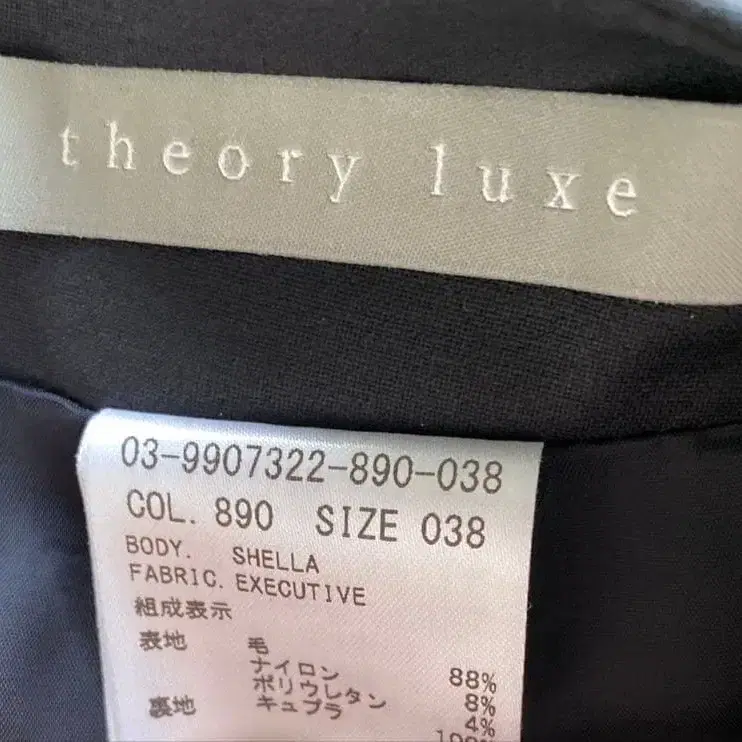 theory luxe
03-9907322-890-038
COL. 890 SIZE 038
BODY. SHELLA
FABRIC. EXECUTIVE
組成表示
表地 毛 88%
ナイロン 8%
ポリウレタン 4%
裏地 キュプラ 100%